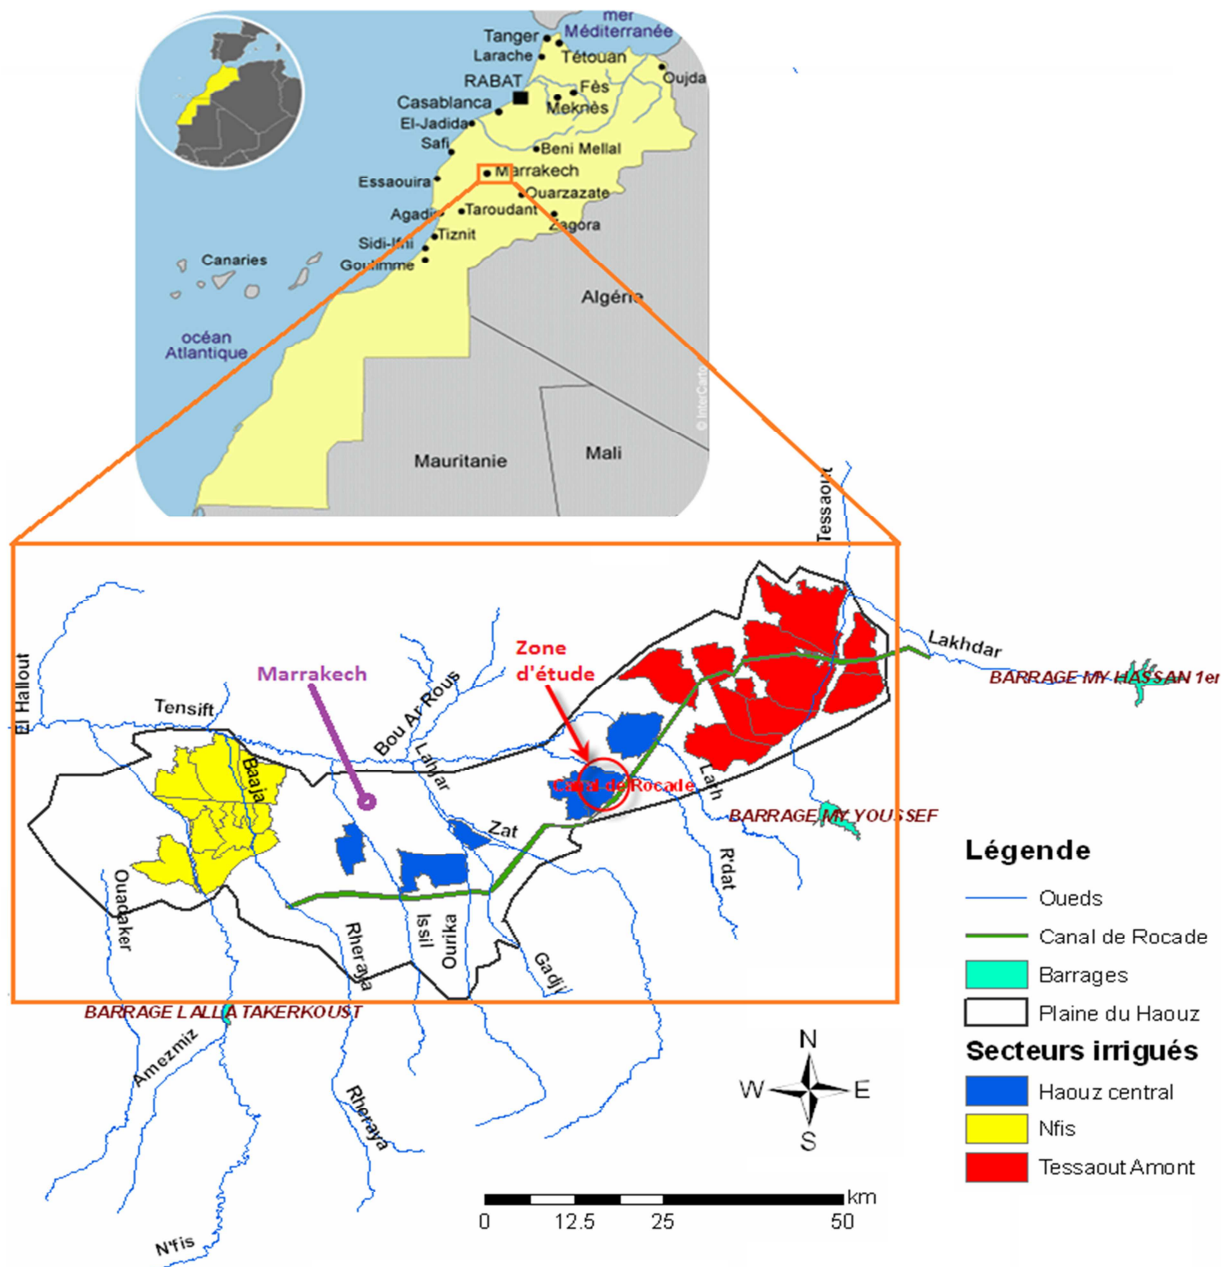 mer
Méditerranée
Tanger
Larache
Tétouan
RABAT
Oujda
Fès
Meknès
Casablanca
El-Jadida
Safi
Beni Mellal
Marrakech
Essaouira
Ouarzazate
Agadir
Taroudant
Zagora
Tiznit
Sidi-Ifni
Goulimme
Canaries
Algérie
océan
Atlantique
© InterCarto
Mauritanie
Mali
Tessaout
Lakhdar
BARRAGE MY HASSAN 1er
El Hallout
Zone
d'étude
Marrakech
Tensift
Bou Ar Rous
Lahjar
Baaja
Canal de Rocade
Larh
Zat
BARRAGE MY YOUSSEF
R'dat
Ouadaker
Rheraya
Issil
Ourika
Gadji
BARRAGE LALLA TAKERKOUST
Amezmiz
Rheraya
N'fis
Légende
Oueds
Canal de Rocade
Barrages
Plaine du Haouz
Secteurs irrigués
Haouz central
Nfis
Tessaout Amont
N
W
E
S
km
0
12.5
25
50